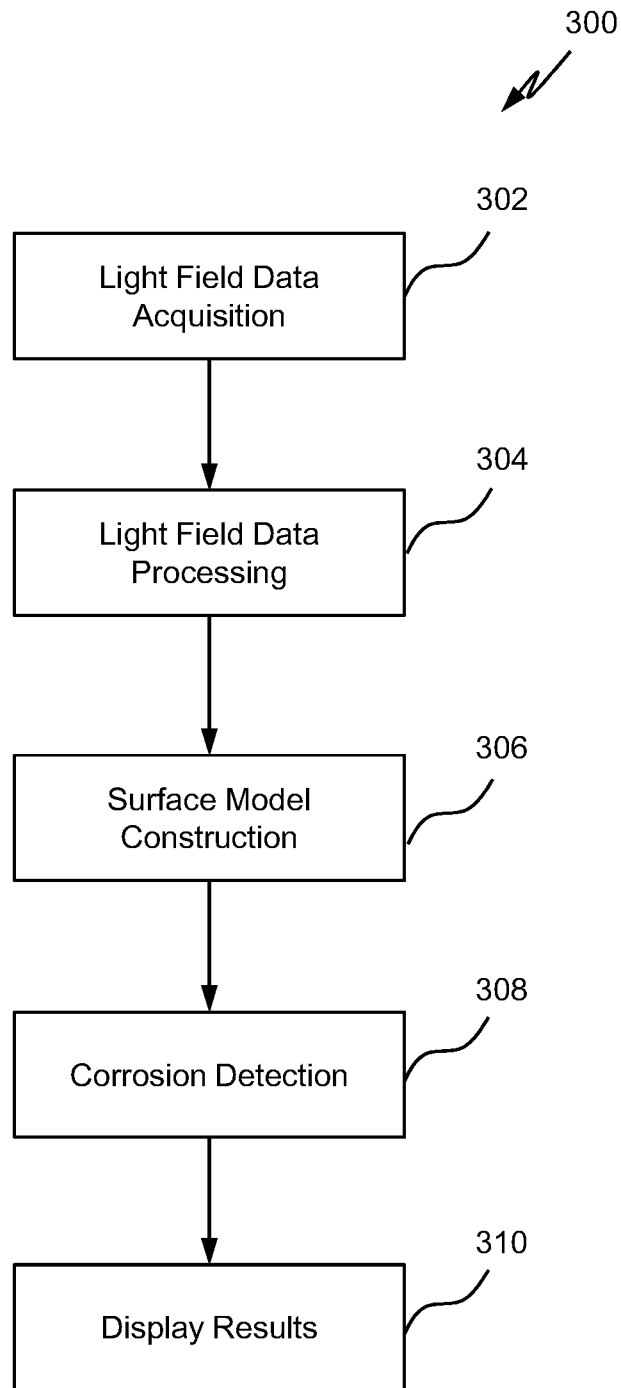 300
302
Light Field Data
Acquisition
304
Light Field Data
Processing
306
Surface Model
Construction
308
Corrosion Detection
310
Display Results